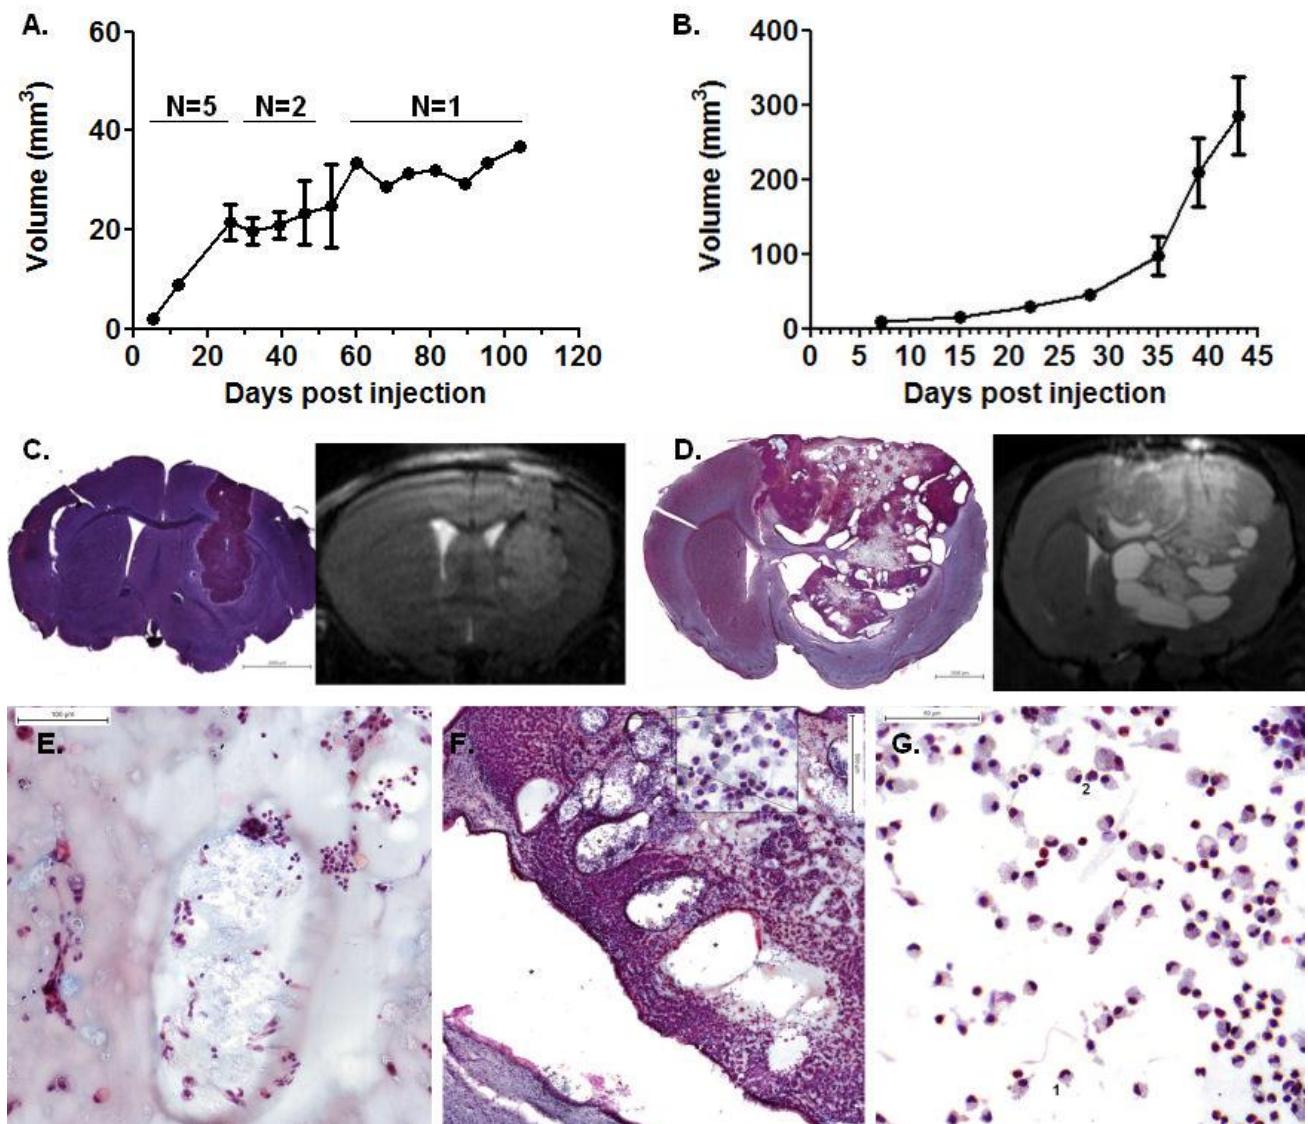 A.
60
40
20
0
Volume (mm³)
N=5 N=2 N=1
0 20 40 60 80 100 120
Days post injection
B.
400
300
200
100
0
Volume (mm³)
0 5 10 15 20 25 30 35 40 45
Days post injection
C.
D.
E.
100 µm
F.
G.
2
1